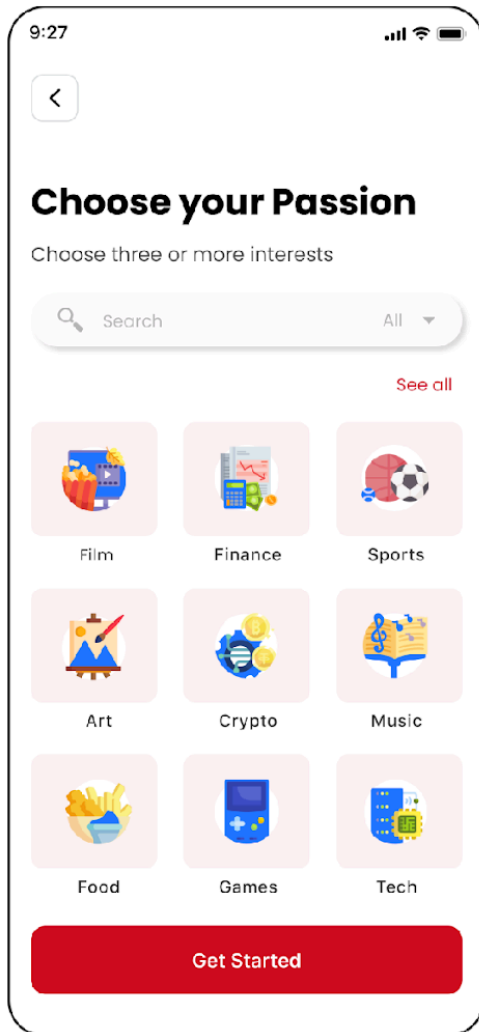 9:27
Choose your Passion
Choose three or more interests
Search All
See all
Film Finance Sports
Art Crypto Music
Food Games Tech
Get Started